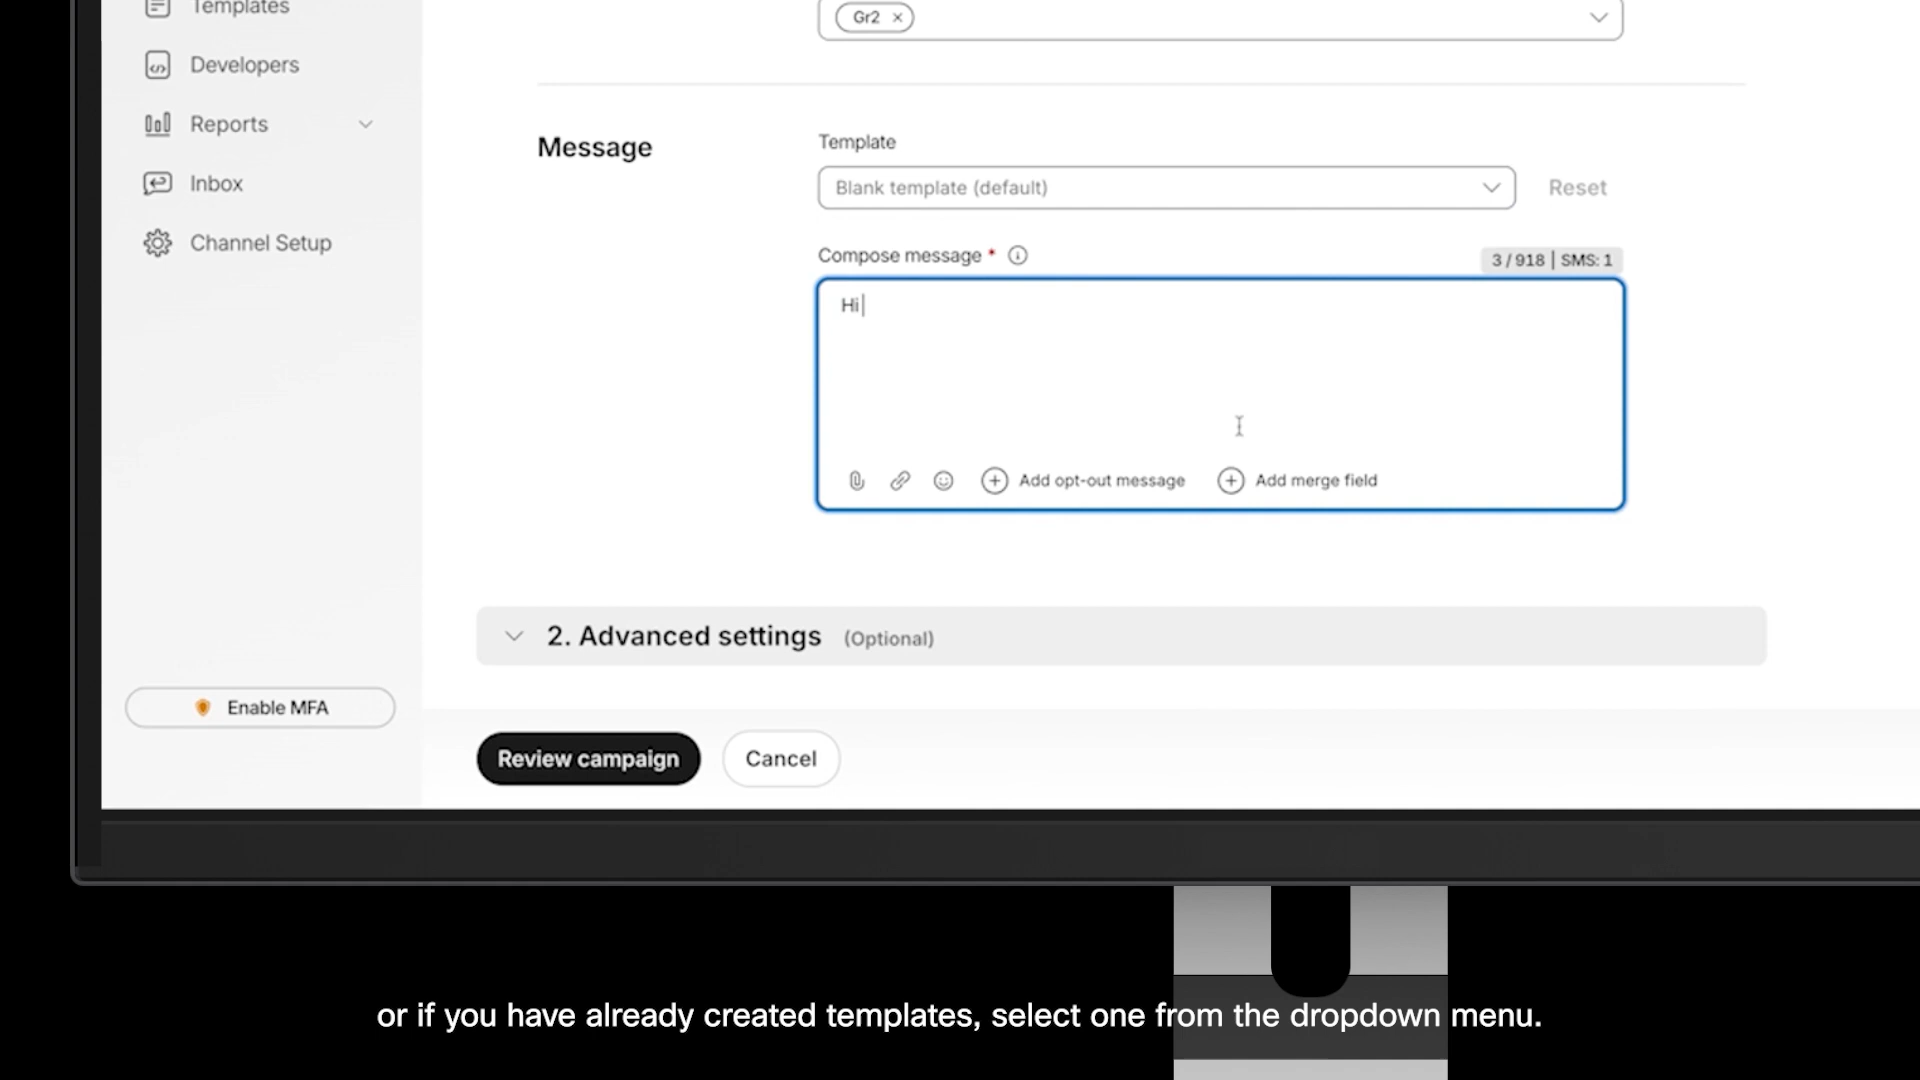 Templates
Developers
Reports
Inbox
Channel Setup
Enable MFA
Gr2 ×
Message
Template
Blank template (default)
Reset
Compose message *
3 / 918 | SMS: 1
Hi
Add opt-out message
Add merge field
2. Advanced settings (Optional)
Review campaign
Cancel
or if you have already created templates, select one from the dropdown menu.